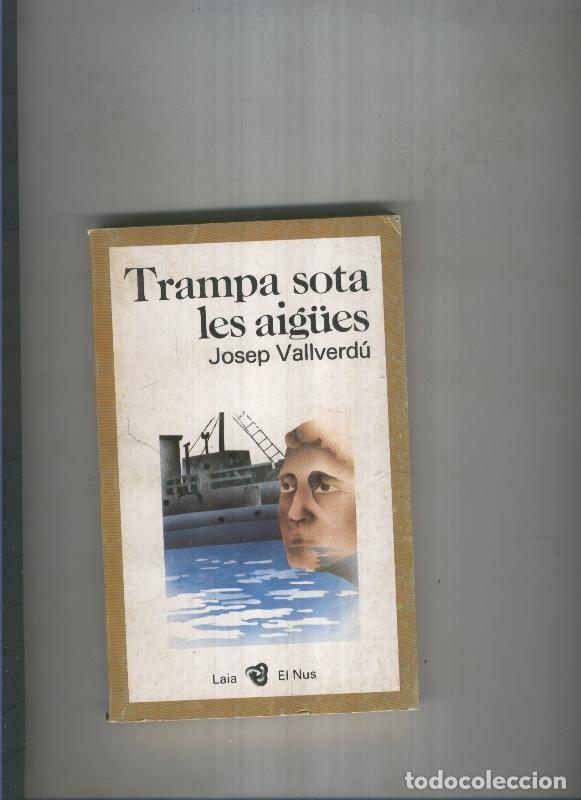 Trampa sota
les aigües
Josep Vallverdú
Laia El Nus
todocoleccion